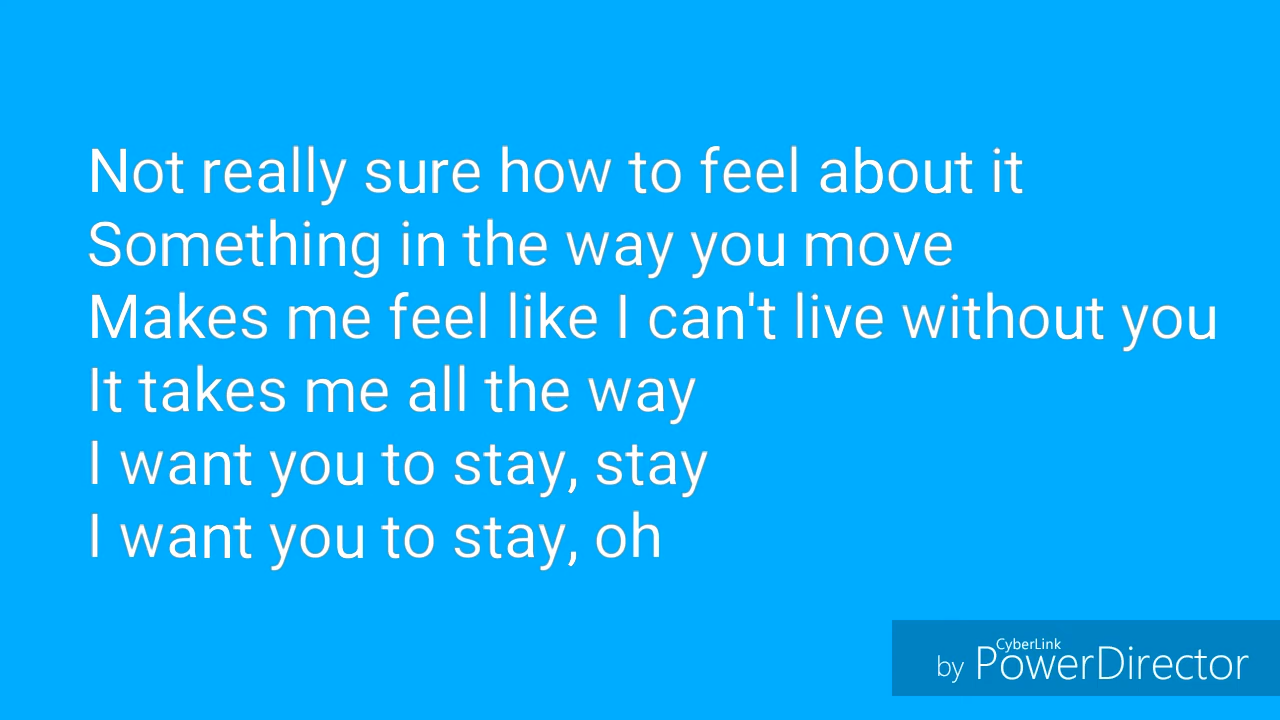 Not really sure how to feel about it
Something in the way you move
Makes me feel like I can't live without you
It takes me all the way
I want you to stay, stay
I want you to stay, oh
CyberLink
by PowerDirector